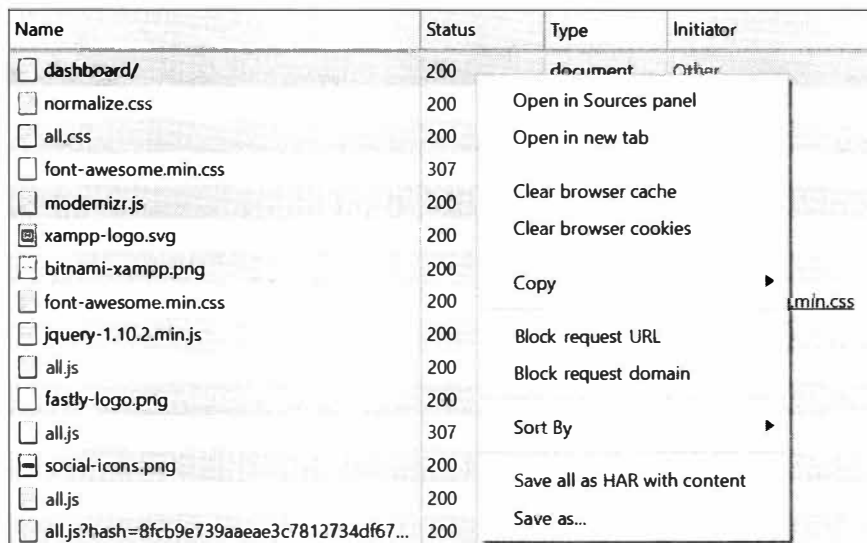 Name Status Type Initiator
dashboard/ 200 document Other
normalize.css 200
all.css 200
font-awesome.min.css 307
modernizr.js 200
xampp-logo.svg 200
bitnami-xampp.png 200
font-awesome.min.css 200 .min.css
jquery-1.10.2.min.js 200
all.js 200
fastly-logo.png 200
all.js 307
social-icons.png 200
all.js 200
all.js?hash=8fcb9e739aaeae3c7812734df67... 200
Open in Sources panel
Open in new tab
Clear browser cache
Clear browser cookies
Copy
Block request URL
Block request domain
Sort By
Save all as HAR with content
Save as...